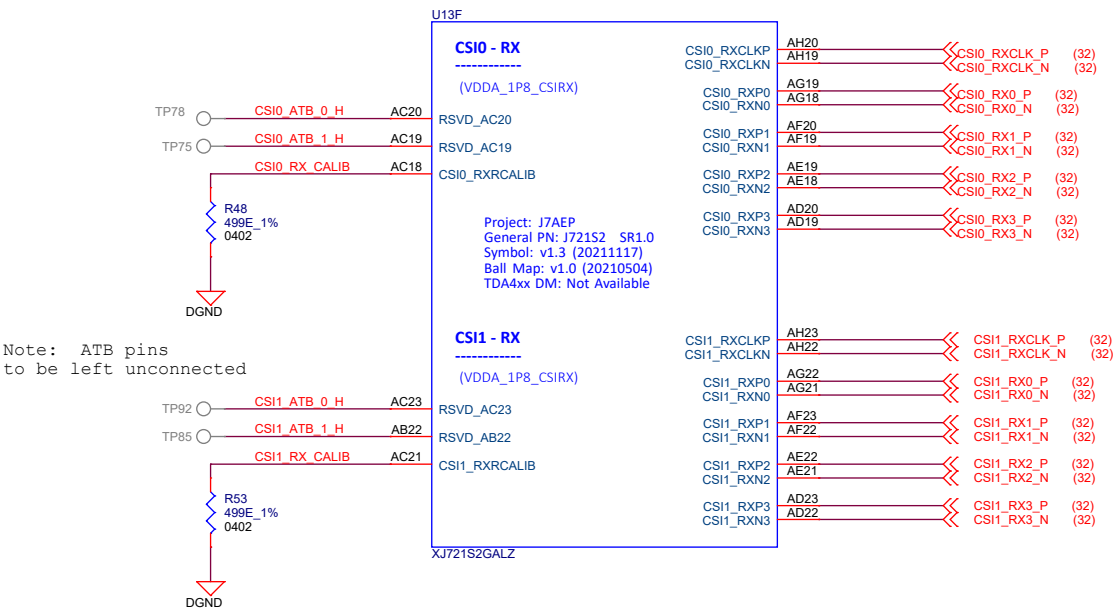 U13F
CSI0 - RX
------------
(VDDA_1P8_CSIRX)
TP78 CSI0_ATB_0_H AC20 RSVD_AC20
TP75 CSI0_ATB_1_H AC19 RSVD_AC19
CSI0_RX_CALIB AC18 CSI0_RXRCALIB
R48
499E_1%
0402
DGND
CSI0_RXCLKP AH20 CSI0_RXCLK_P (32)
CSI0_RXCLKN AH19 CSI0_RXCLK_N (32)
CSI0_RXP0 AG19 CSI0_RX0_P (32)
CSI0_RXN0 AG18 CSI0_RX0_N (32)
CSI0_RXP1 AF20 CSI0_RX1_P (32)
CSI0_RXN1 AF19 CSI0_RX1_N (32)
CSI0_RXP2 AE19 CSI0_RX2_P (32)
CSI0_RXN2 AE18 CSI0_RX2_N (32)
CSI0_RXP3 AD20 CSI0_RX3_P (32)
CSI0_RXN3 AD19 CSI0_RX3_N (32)
Project: J7AEP
General PN: J721S2 SR1.0
Symbol: v1.3 (20211117)
Ball Map: v1.0 (20210504)
TDA4xx DM: Not Available
Note: ATB pins
to be left unconnected
CSI1 - RX
------------
(VDDA_1P8_CSIRX)
TP92 CSI1_ATB_0_H AC23 RSVD_AC23
TP85 CSI1_ATB_1_H AB22 RSVD_AB22
CSI1_RX_CALIB AC21 CSI1_RXRCALIB
R53
499E_1%
0402
DGND
CSI1_RXCLKP AH23 CSI1_RXCLK_P (32)
CSI1_RXCLKN AH22 CSI1_RXCLK_N (32)
CSI1_RXP0 AG22 CSI1_RX0_P (32)
CSI1_RXN0 AG21 CSI1_RX0_N (32)
CSI1_RXP1 AF23 CSI1_RX1_P (32)
CSI1_RXN1 AF22 CSI1_RX1_N (32)
CSI1_RXP2 AE22 CSI1_RX2_P (32)
CSI1_RXN2 AE21 CSI1_RX2_N (32)
CSI1_RXP3 AD23 CSI1_RX3_P (32)
CSI1_RXN3 AD22 CSI1_RX3_N (32)
XJ721S2GALZ